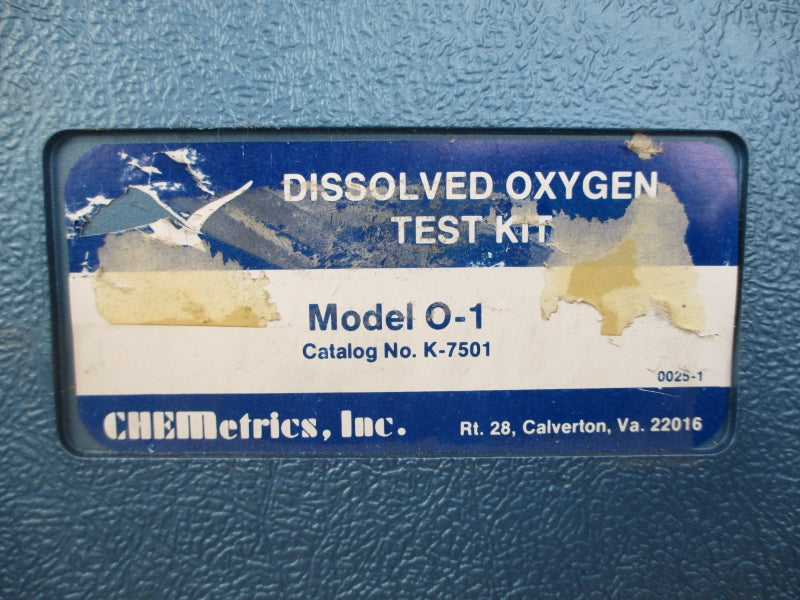 DISSOLVED OXYGEN
TEST KIT
Model O-1
Catalog No. K-7501
0025-1
CHEMetrics, Inc.
Rt. 28, Calverton, Va. 22016